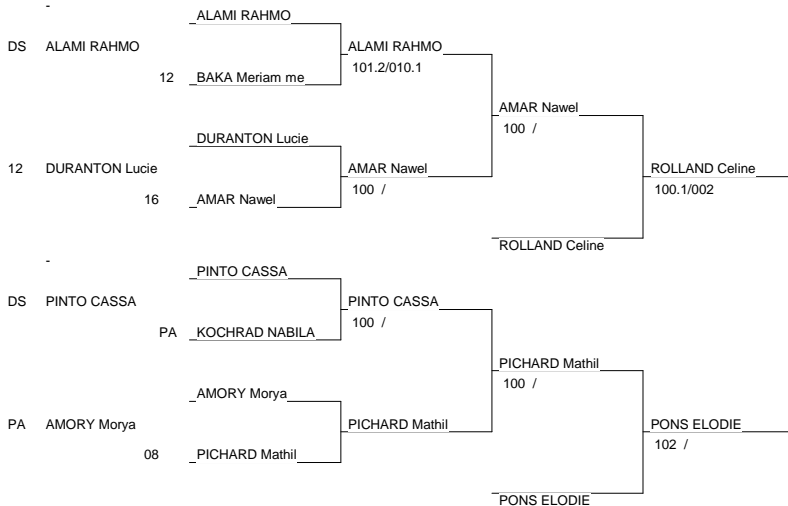 -
ALAMI RAHMO
DS ALAMI RAHMO
ALAMI RAHMO
101.2/010.1
12 BAKA Meriam me
AMAR Nawel
100 /
DURANTON Lucie
12 DURANTON Lucie
AMAR Nawel
100 /
ROLLAND Celine
100.1/002
16 AMAR Nawel
ROLLAND Celine
-
PINTO CASSA
DS PINTO CASSA
PINTO CASSA
100 /
PA KOCHRAD NABILA
PICHARD Mathil
100 /
AMORY Morya
PA AMORY Morya
PICHARD Mathil
PONS ELODIE
102 /
08 PICHARD Mathil
PONS ELODIE